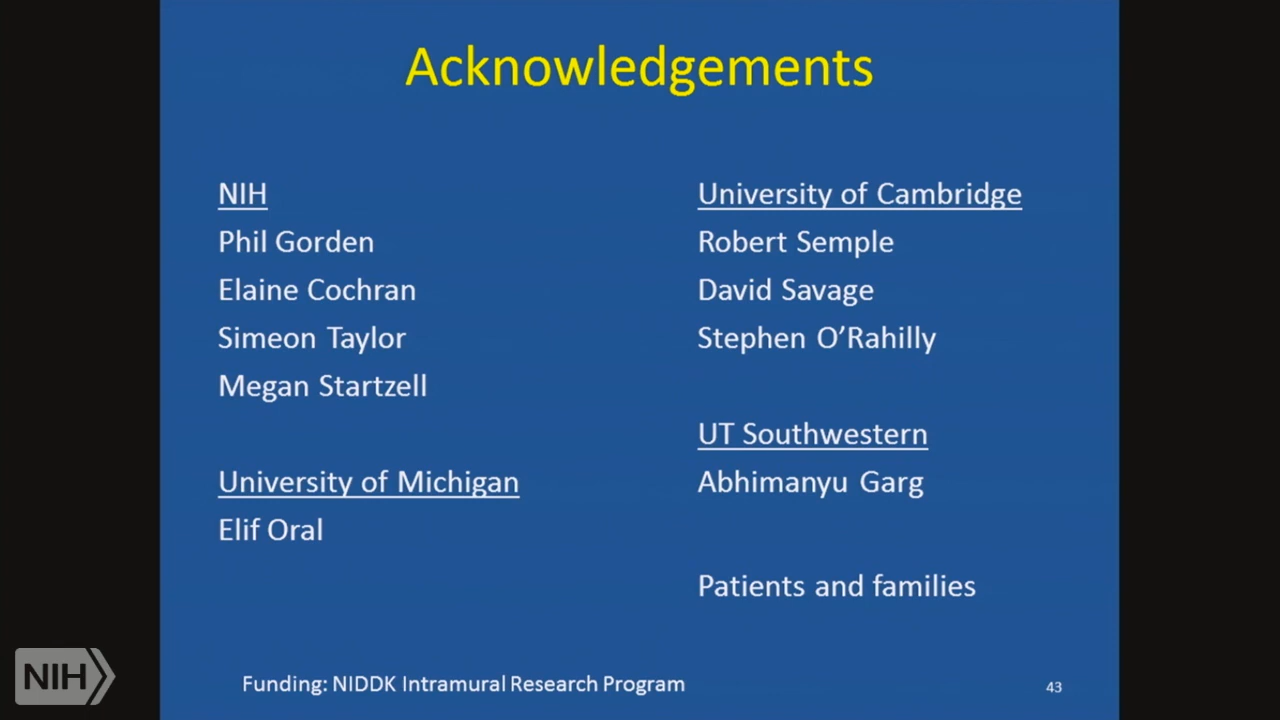 Acknowledgements
NIH
Phil Gorden
Elaine Cochran
Simeon Taylor
Megan Startzell
University of Michigan
Elif Oral
University of Cambridge
Robert Semple
David Savage
Stephen O’Rahilly
UT Southwestern
Abhimanyu Garg
Patients and families
Funding: NIDDK Intramural Research Program
43
NIH